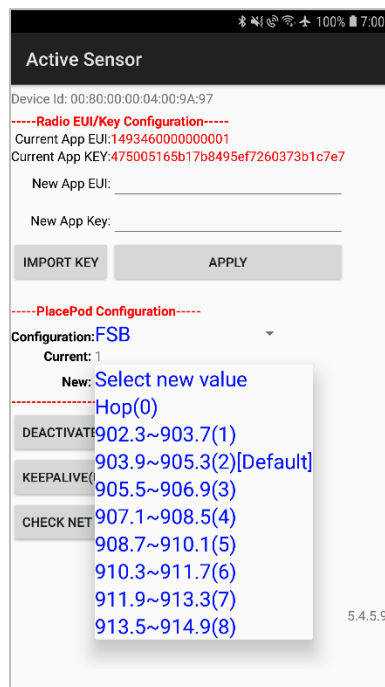 100% 7:00
Active Sensor
Device Id: 00:80:00:00:04:00:9A:97
-----Radio EUI/Key Configuration-----
Current App EUI:1493460000000001
Current App KEY:475005165b17b8495ef7260373b1c7e7
New App EUI:
New App Key:
IMPORT KEY APPLY
-----PlacePod Configuration-----
Configuration:FSB
Current: 1
New: Select new value
Hop(0)
DEACTIVATE 902.3~903.7(1)
903.9~905.3(2)[Default]
KEEPALIVE( 905.5~906.9(3)
907.1~908.5(4)
CHECK NET 908.7~910.1(5)
910.3~911.7(6)
911.9~913.3(7) 5.4.5.9
913.5~914.9(8)